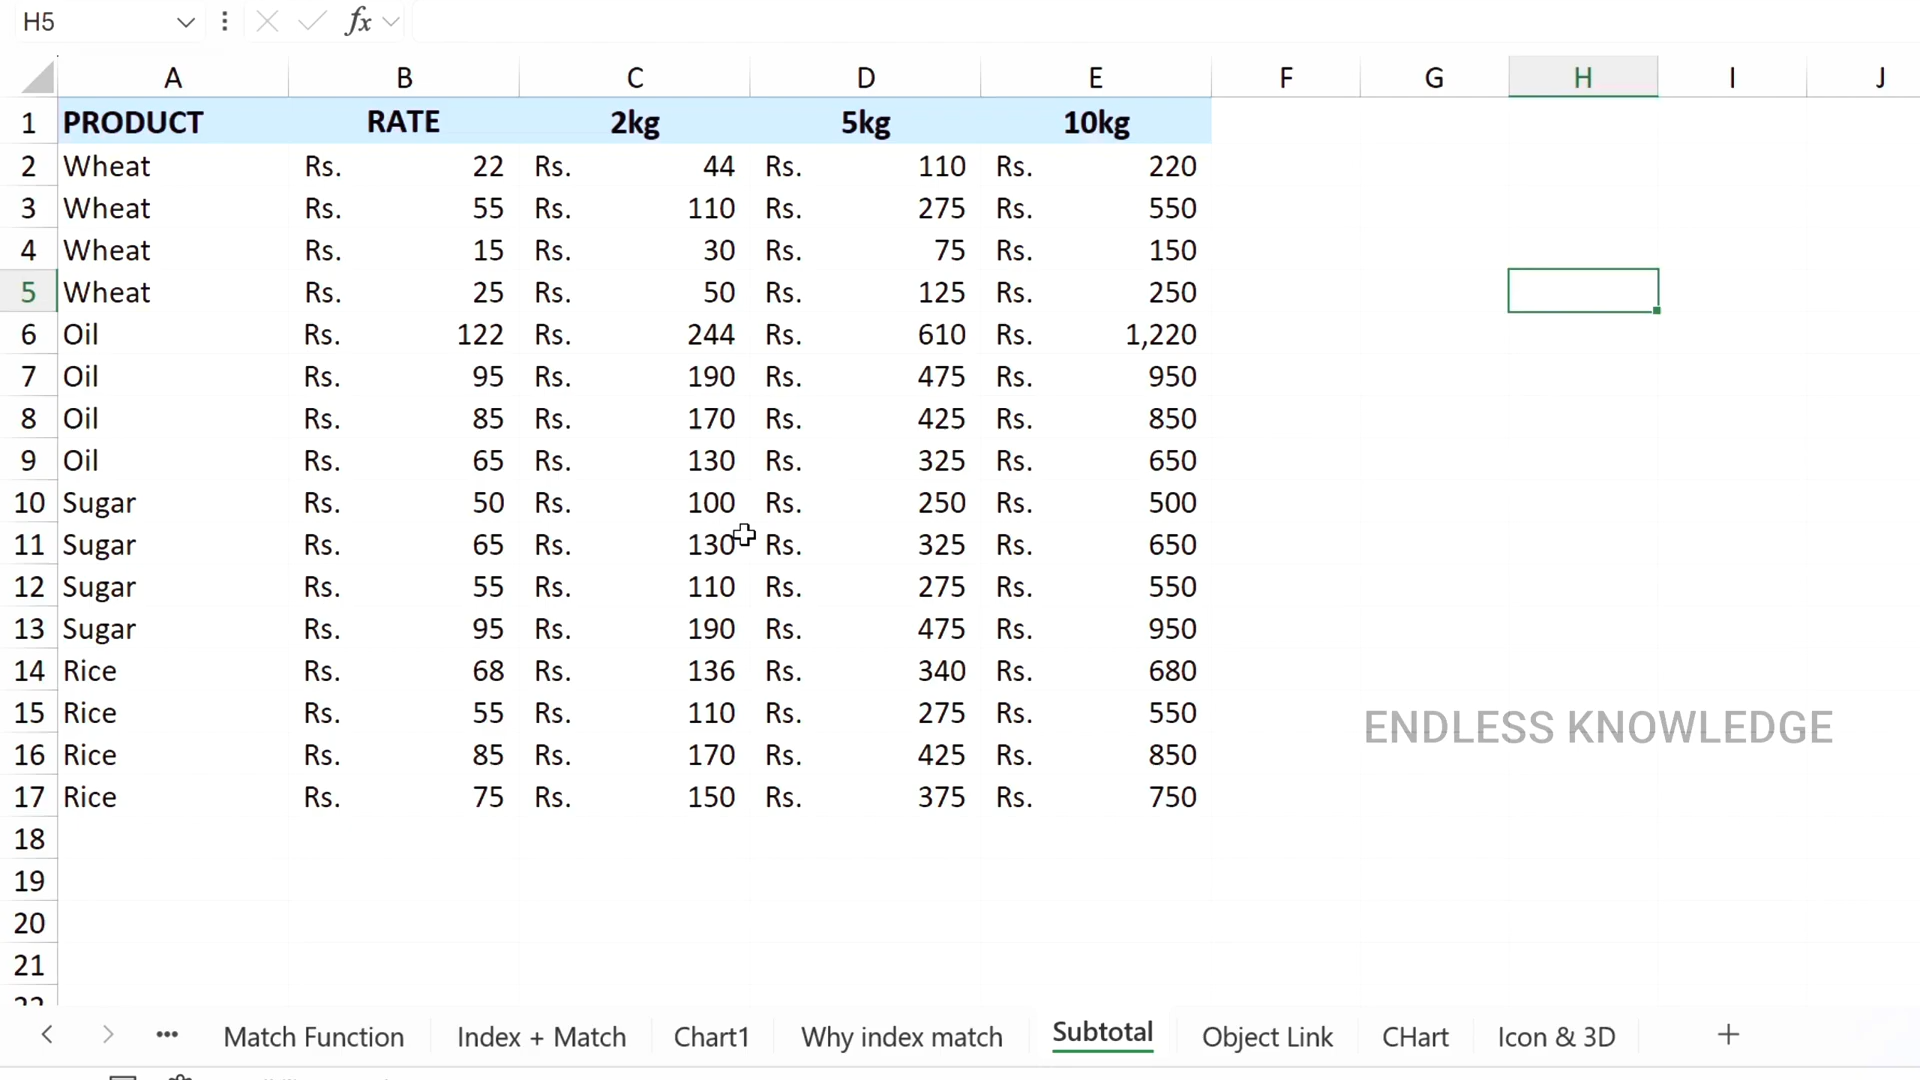 H5 fx
A B C D E F G H I J
1 PRODUCT RATE 2kg 5kg 10kg
2 Wheat Rs. 22 Rs. 44 Rs. 110 Rs. 220
3 Wheat Rs. 55 Rs. 110 Rs. 275 Rs. 550
4 Wheat Rs. 15 Rs. 30 Rs. 75 Rs. 150
5 Wheat Rs. 25 Rs. 50 Rs. 125 Rs. 250
6 Oil Rs. 122 Rs. 244 Rs. 610 Rs. 1,220
7 Oil Rs. 95 Rs. 190 Rs. 475 Rs. 950
8 Oil Rs. 85 Rs. 170 Rs. 425 Rs. 850
9 Oil Rs. 65 Rs. 130 Rs. 325 Rs. 650
10 Sugar Rs. 50 Rs. 100 Rs. 250 Rs. 500
11 Sugar Rs. 65 Rs. 130 Rs. 325 Rs. 650
12 Sugar Rs. 55 Rs. 110 Rs. 275 Rs. 550
13 Sugar Rs. 95 Rs. 190 Rs. 475 Rs. 950
14 Rice Rs. 68 Rs. 136 Rs. 340 Rs. 680
15 Rice Rs. 55 Rs. 110 Rs. 275 Rs. 550
ENDLESS KNOWLEDGE
16 Rice Rs. 85 Rs. 170 Rs. 425 Rs. 850
17 Rice Rs. 75 Rs. 150 Rs. 375 Rs. 750
18
19
20
21
22
Match Function Index + Match Chart1 Why index match Subtotal Object Link CHart Icon & 3D